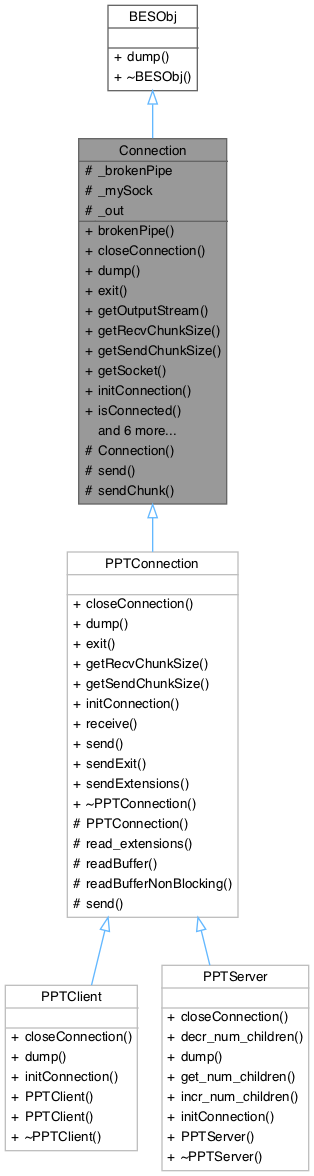 BESObj
+ dump()
+ ~BESObj()
Connection
# _brokenPipe
# _mySock
# _out
+ brokenPipe()
+ closeConnection()
+ dump()
+ exit()
+ getOutputStream()
+ getRecvChunkSize()
+ getSendChunkSize()
+ getSocket()
+ initConnection()
+ isConnected()
and 6 more...
# Connection()
# send()
# sendChunk()
PPTConnection
+ closeConnection()
+ dump()
+ exit()
+ getRecvChunkSize()
+ getSendChunkSize()
+ initConnection()
+ receive()
+ send()
+ sendExit()
+ sendExtensions()
+ ~PPTConnection()
# PPTConnection()
# read_extensions()
# readBuffer()
# readBufferNonBlocking()
# send()
PPTClient
+ closeConnection()
+ dump()
+ initConnection()
+ PPTClient()
+ PPTClient()
+ ~PPTClient()
PPTServer
+ closeConnection()
+ decr_num_children()
+ dump()
+ get_num_children()
+ incr_num_children()
+ initConnection()
+ PPTServer()
+ ~PPTServer()